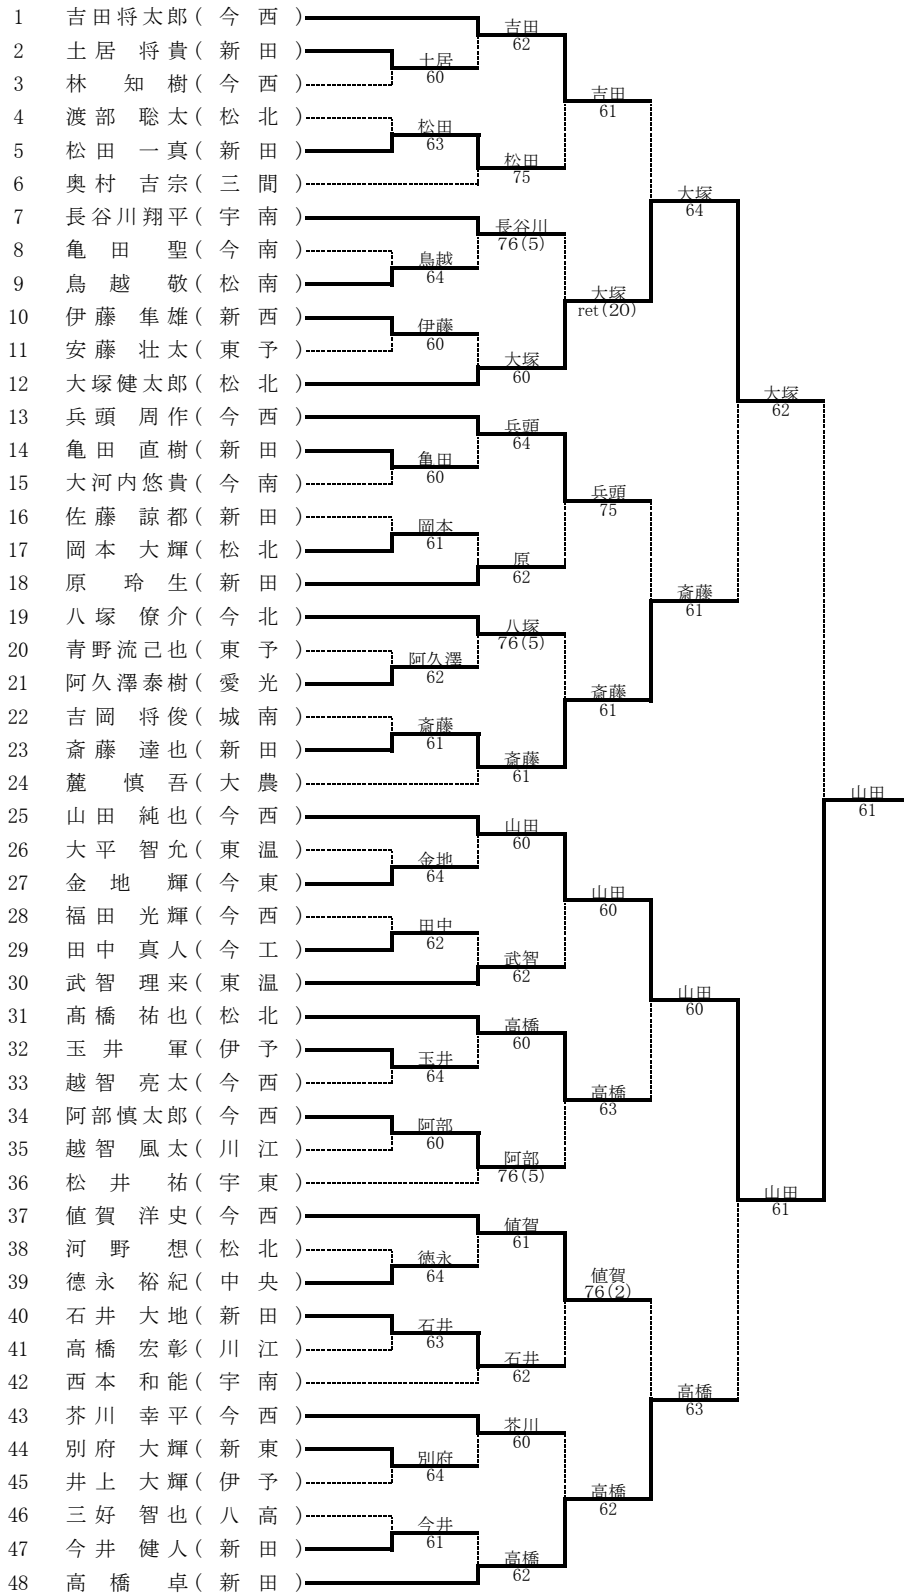 1 吉田将太郎 ( 今 西 )
2 土居 将貴 ( 新 田 )
3 林 知樹 ( 今 西 )
4 渡部 聡太 ( 松 北 )
5 松田 一真 ( 新 田 )
6 奥村 吉宗 ( 三 間 )
7 長谷川翔平 ( 宇 南 )
8 亀田 聖 ( 今 南 )
9 鳥越 敬 ( 松 南 )
10 伊藤 隼雄 ( 新 西 )
11 安藤 壮太 ( 東 予 )
12 大塚健太郎 ( 松 北 )
13 兵頭 周作 ( 今 西 )
14 亀田 直樹 ( 新 田 )
15 大河内悠貴 ( 今 南 )
16 佐藤 諒都 ( 新 田 )
17 岡本 大輝 ( 松 北 )
18 原 玲生 ( 新 田 )
19 八塚 僚介 ( 今 北 )
20 青野流己也 ( 東 予 )
21 阿久澤泰樹 ( 愛 光 )
22 吉岡 将俊 ( 城 南 )
23 斎藤 達也 ( 新 田 )
24 麓 慎吾 ( 大 農 )
25 山田 純也 ( 今 西 )
26 大平 智允 ( 東 温 )
27 金地 輝 ( 今 東 )
28 福田 光輝 ( 今 西 )
29 田中 真人 ( 今 工 )
30 武智 理来 ( 東 温 )
31 髙橋 祐也 ( 松 北 )
32 玉井 軍 ( 伊 予 )
33 越智 亮太 ( 今 西 )
34 阿部慎太郎 ( 今 西 )
35 越智 風太 ( 川 江 )
36 松井 祐 ( 宇 東 )
37 値賀 洋史 ( 今 西 )
38 河野 想 ( 松 北 )
39 徳永 裕紀 ( 中 央 )
40 石井 大地 ( 新 田 )
41 高橋 宏彰 ( 川 江 )
42 西本 和能 ( 宇 南 )
43 芥川 幸平 ( 今 西 )
44 別府 大輝 ( 新 東 )
45 井上 大輝 ( 伊 予 )
46 三好 智也 ( 八 高 )
47 今井 健人 ( 新 田 )
48 高橋 卓 ( 新 田 )
土居
60
松田
63
鳥越
64
伊藤
60
亀田
60
岡本
61
阿久澤
62
斎藤
61
金地
64
田中
62
玉井
64
阿部
60
徳永
64
石井
63
別府
64
今井
61
吉田
62
松田
75
長谷川
76(5)
大塚
60
兵頭
64
原
62
八塚
76(5)
斎藤
61
山田
60
武智
62
高橋
60
阿部
76(5)
値賀
61
石井
62
芥川
60
高橋
62
吉田
61
大塚
ret(20)
兵頭
75
斎藤
61
山田
60
高橋
63
値賀
76(2)
高橋
62
大塚
64
斎藤
61
山田
60
高橋
63
大塚
62
山田
61
山田
61